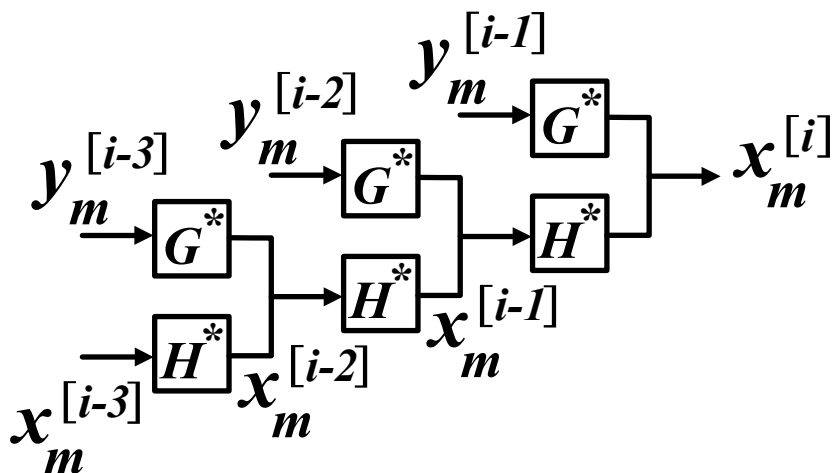 y_m^[i-1]
G*
x_m^[i]
y_m^[i-2]
G*
H*
x_m^[i-1]
y_m^[i-3]
G*
H*
x_m^[i-2]
H*
x_m^[i-3]